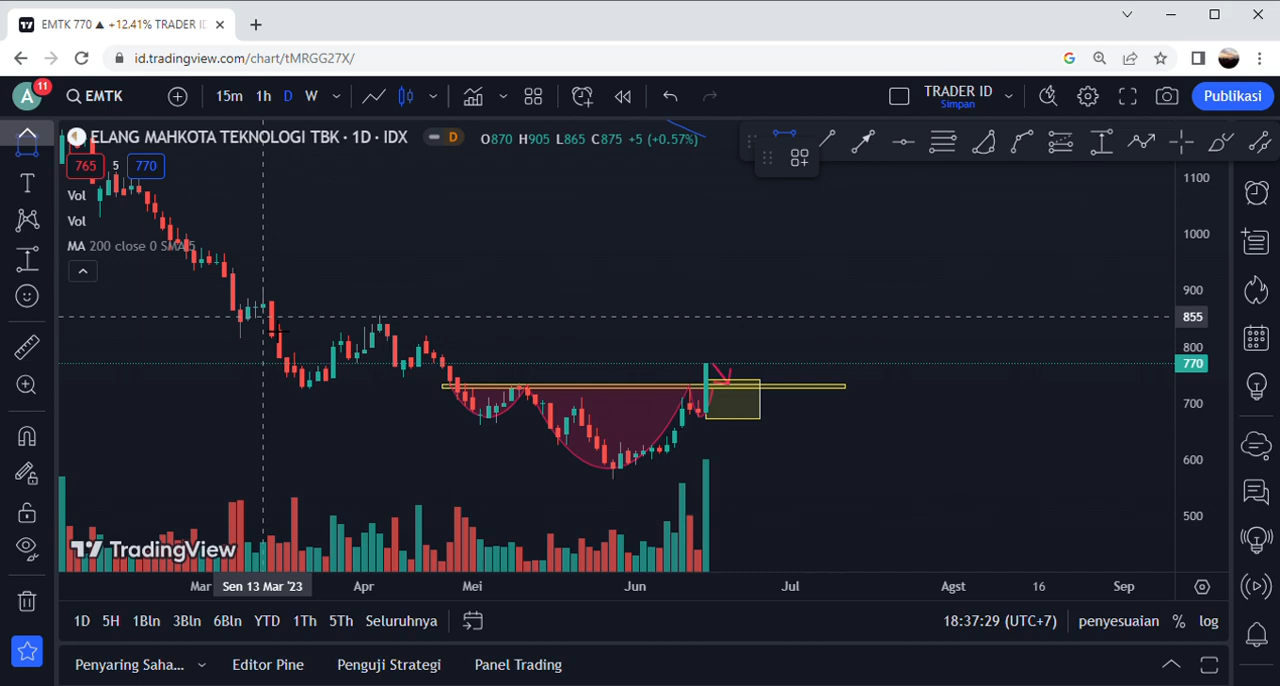 EMTK 770 ▲ +12.41% TRADER ID
id.tradingview.com/chart/tMRGG27X/
A 11 EMTK 15m 1h D W TRADER ID Simpan Publikasi
ELANG MAHKOTA TEKNOLOGI TBK · 1D · IDX D O870 H905 L865 C875 +5 (+0.57%)
765 5 770
Vol
Vol
MA 200 close 0 SMA 5
1100
1000
900
855
800
770
700
600
500
TradingView
Mar Sen 13 Mar '23 Apr Mei Jun Jul Agst 16 Sep
1D 5H 1Bln 3Bln 6Bln YTD 1Th 5Th Seluruhnya 18:37:29 (UTC+7) penyesuaian % log
Penyaring Saha... Editor Pine Penguji Strategi Panel Trading